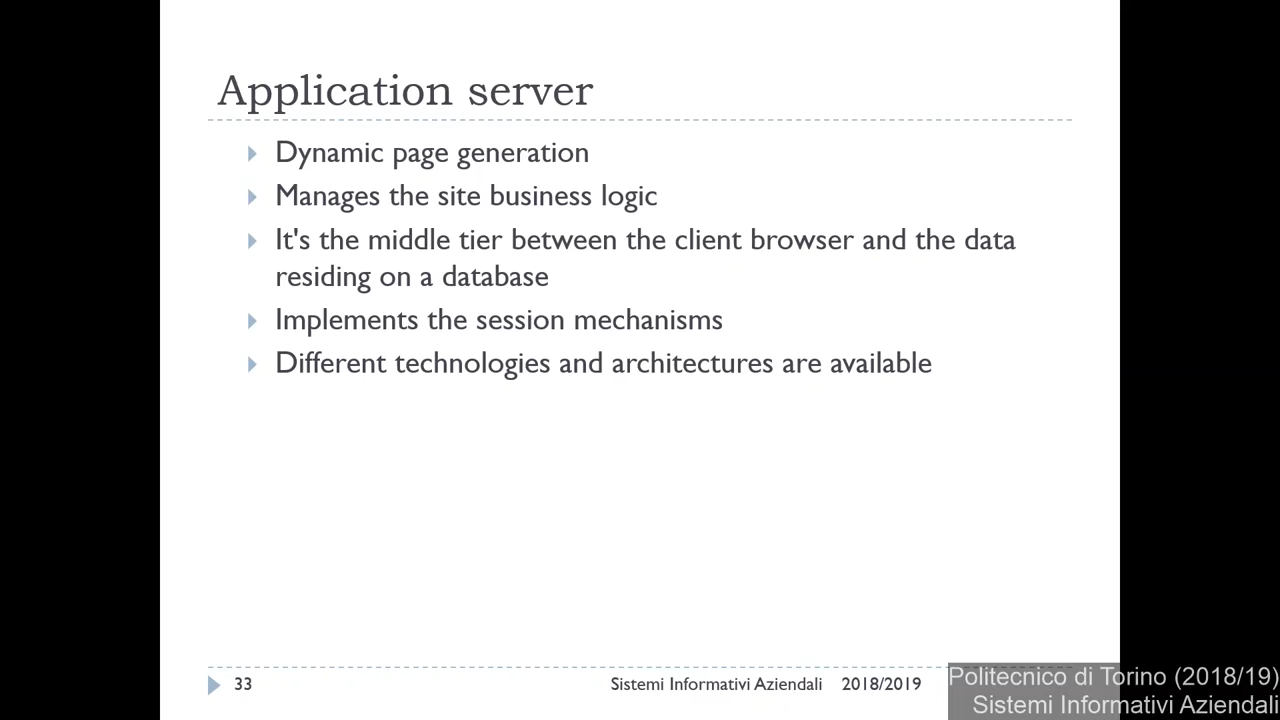 Application server
Dynamic page generation
Manages the site business logic
It's the middle tier between the client browser and the data
residing on a database
Implements the session mechanisms
Different technologies and architectures are available
33
Sistemi Informativi Aziendali 2018/2019
Politecnico di Torino (2018/19)
Sistemi Informativi Aziendali